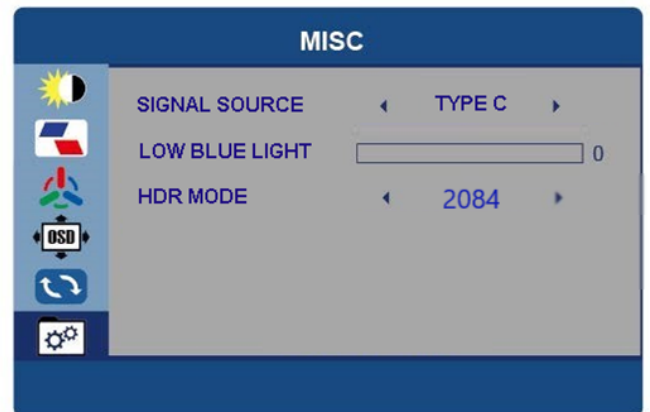 MISC
SIGNAL SOURCE TYPE C
LOW BLUE LIGHT 0
HDR MODE 2084
OSD